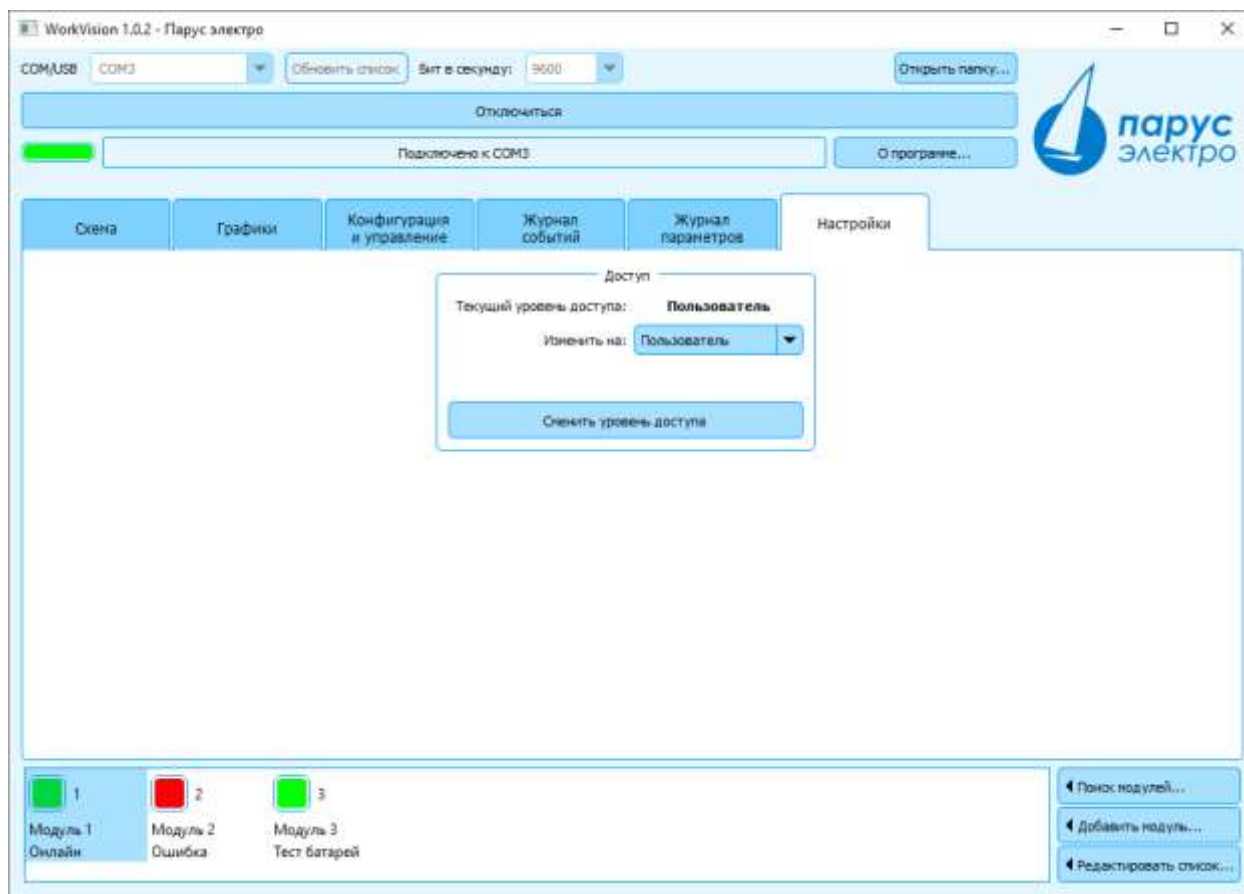 WorkVision 1.0.2 - Парус электро
COM/USB COM3 Обновить список Бит в секунду: 9600 Открыть папку...
Отключиться
Подключено к COM3 О программе...
парус
электро
Схема Графики Конфигурация и управление Журнал событий Журнал параметров Настройки
Доступ
Текущий уровень доступа: Пользователь
Изменить на: Пользователь
Сменить уровень доступа
1 2 3
Модуль 1 Модуль 2 Модуль 3
Онлайн Ошибка Тест батарей
Поиск модулей...
Добавить модуль...
Редактировать список...